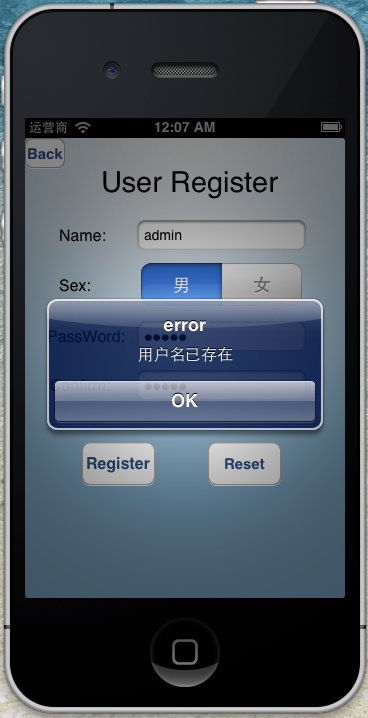 运营商 12:07 AM
Back
User Register
Name: admin
Sex: 男 女
error
PassWord: •••••
用户名已存在
Confirm: •••••
OK
Register Reset